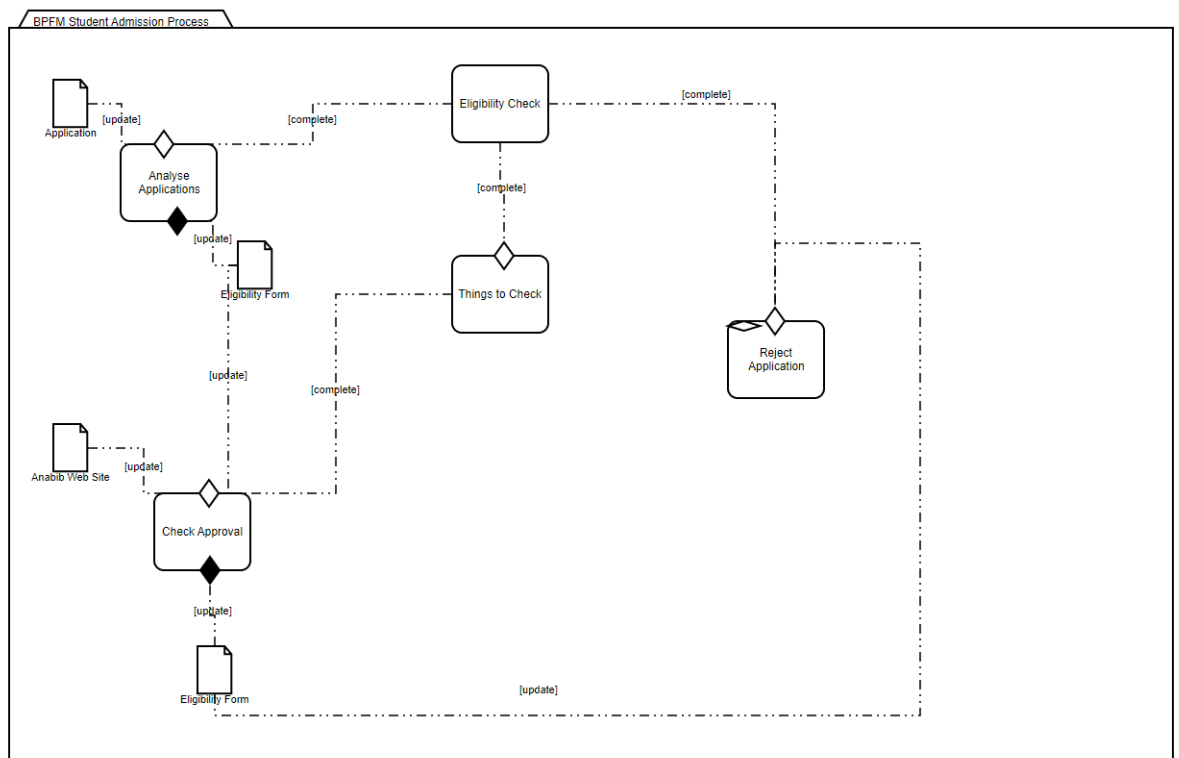 BPFM Student Admission Process
Application
[update]
[complete]
Eligibility Check
[complete]
Analyse
Applications
[complete]
[update]
Eligibility Form
Things to Check
Reject
Application
[update]
[complete]
Anabib Web Site
[update]
Check Approval
[update]
Eligibility Form
[update]